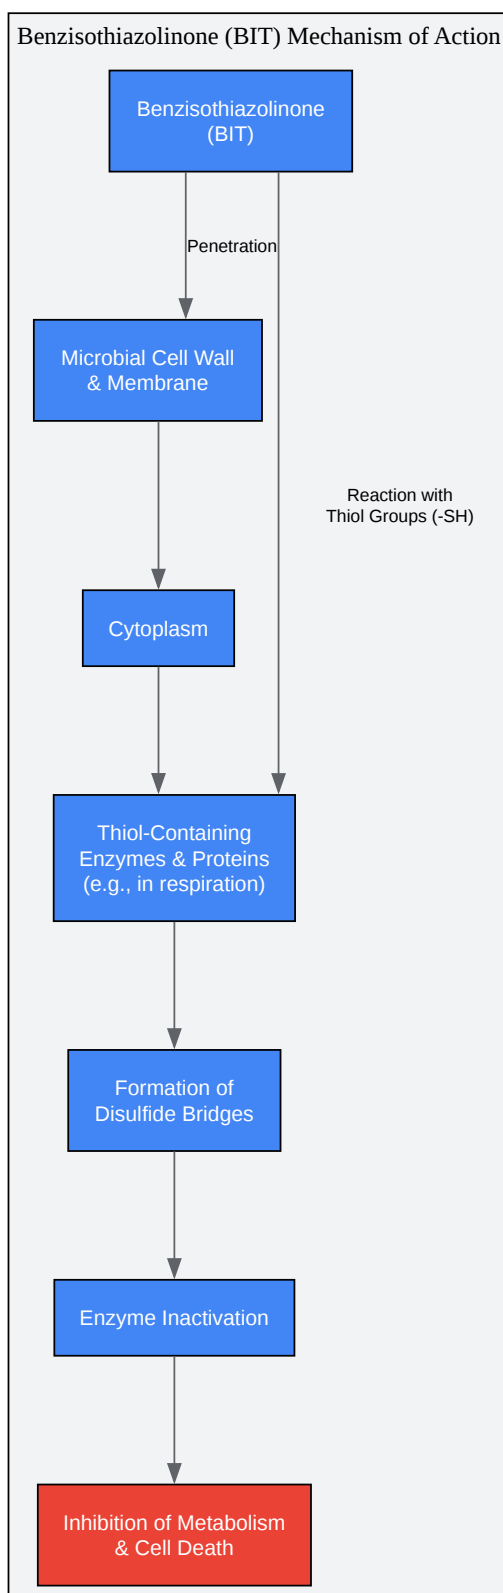 Benzisothiazolinone (BIT) Mechanism of Action
Benzisothiazolinone
(BIT)
Penetration
Microbial Cell Wall
& Membrane
Reaction with
Thiol Groups (-SH)
Cytoplasm
Thiol-Containing
Enzymes & Proteins
(e.g., in respiration)
Formation of
Disulfide Bridges
Enzyme Inactivation
Inhibition of Metabolism
& Cell Death